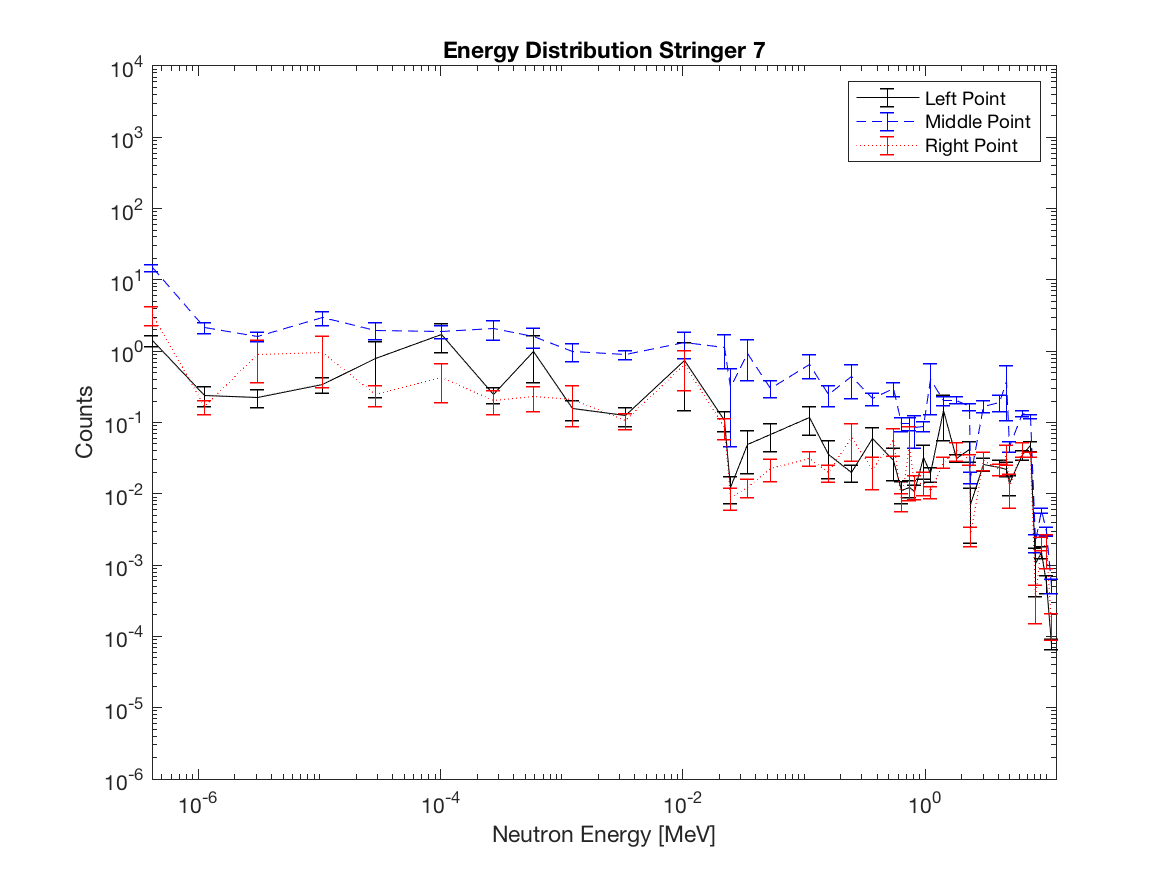 Energy Distribution Stringer 7
Left Point
Middle Point
Right Point
10^4
10^3
10^2
10^1
10^0
10^-1
10^-2
10^-3
10^-4
10^-5
10^-6
Counts
10^-6 10^-4 10^-2 10^0
Neutron Energy [MeV]